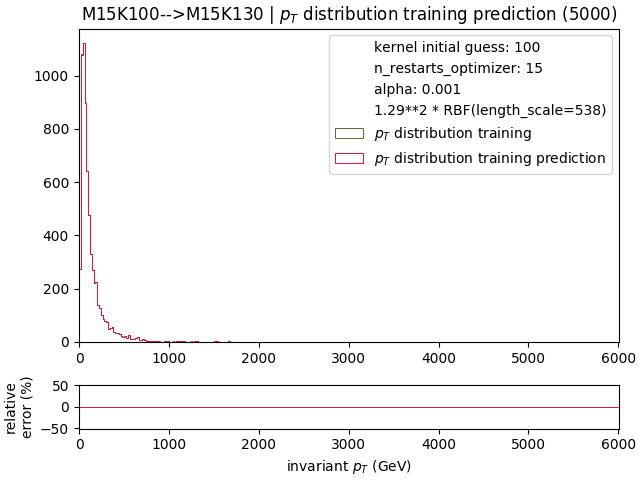 M15K100-->M15K130 | p_T distribution training prediction (5000)
kernel initial guess: 100
n_restarts_optimizer: 15
alpha: 0.001
1.29**2 * RBF(length_scale=538)
p_T distribution training
p_T distribution training prediction
1000
800
600
400
200
0
0 1000 2000 3000 4000 5000 6000
relative
error (%)
50
0
−50
0 1000 2000 3000 4000 5000 6000
invariant p_T (GeV)